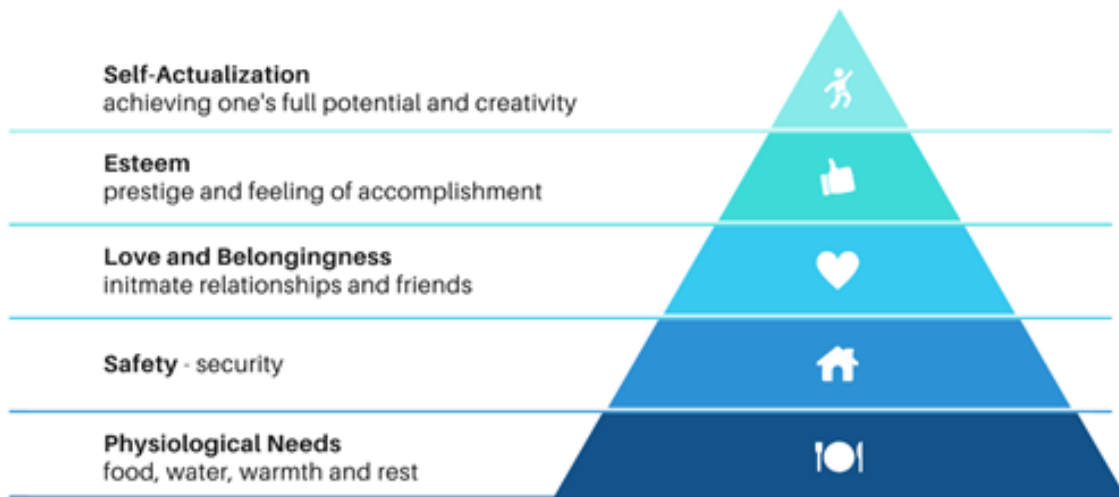 Self-Actualization
achieving one's full potential and creativity
Esteem
prestige and feeling of accomplishment
Love and Belongingness
initmate relationships and friends
Safety - security
Physiological Needs
food, water, warmth and rest